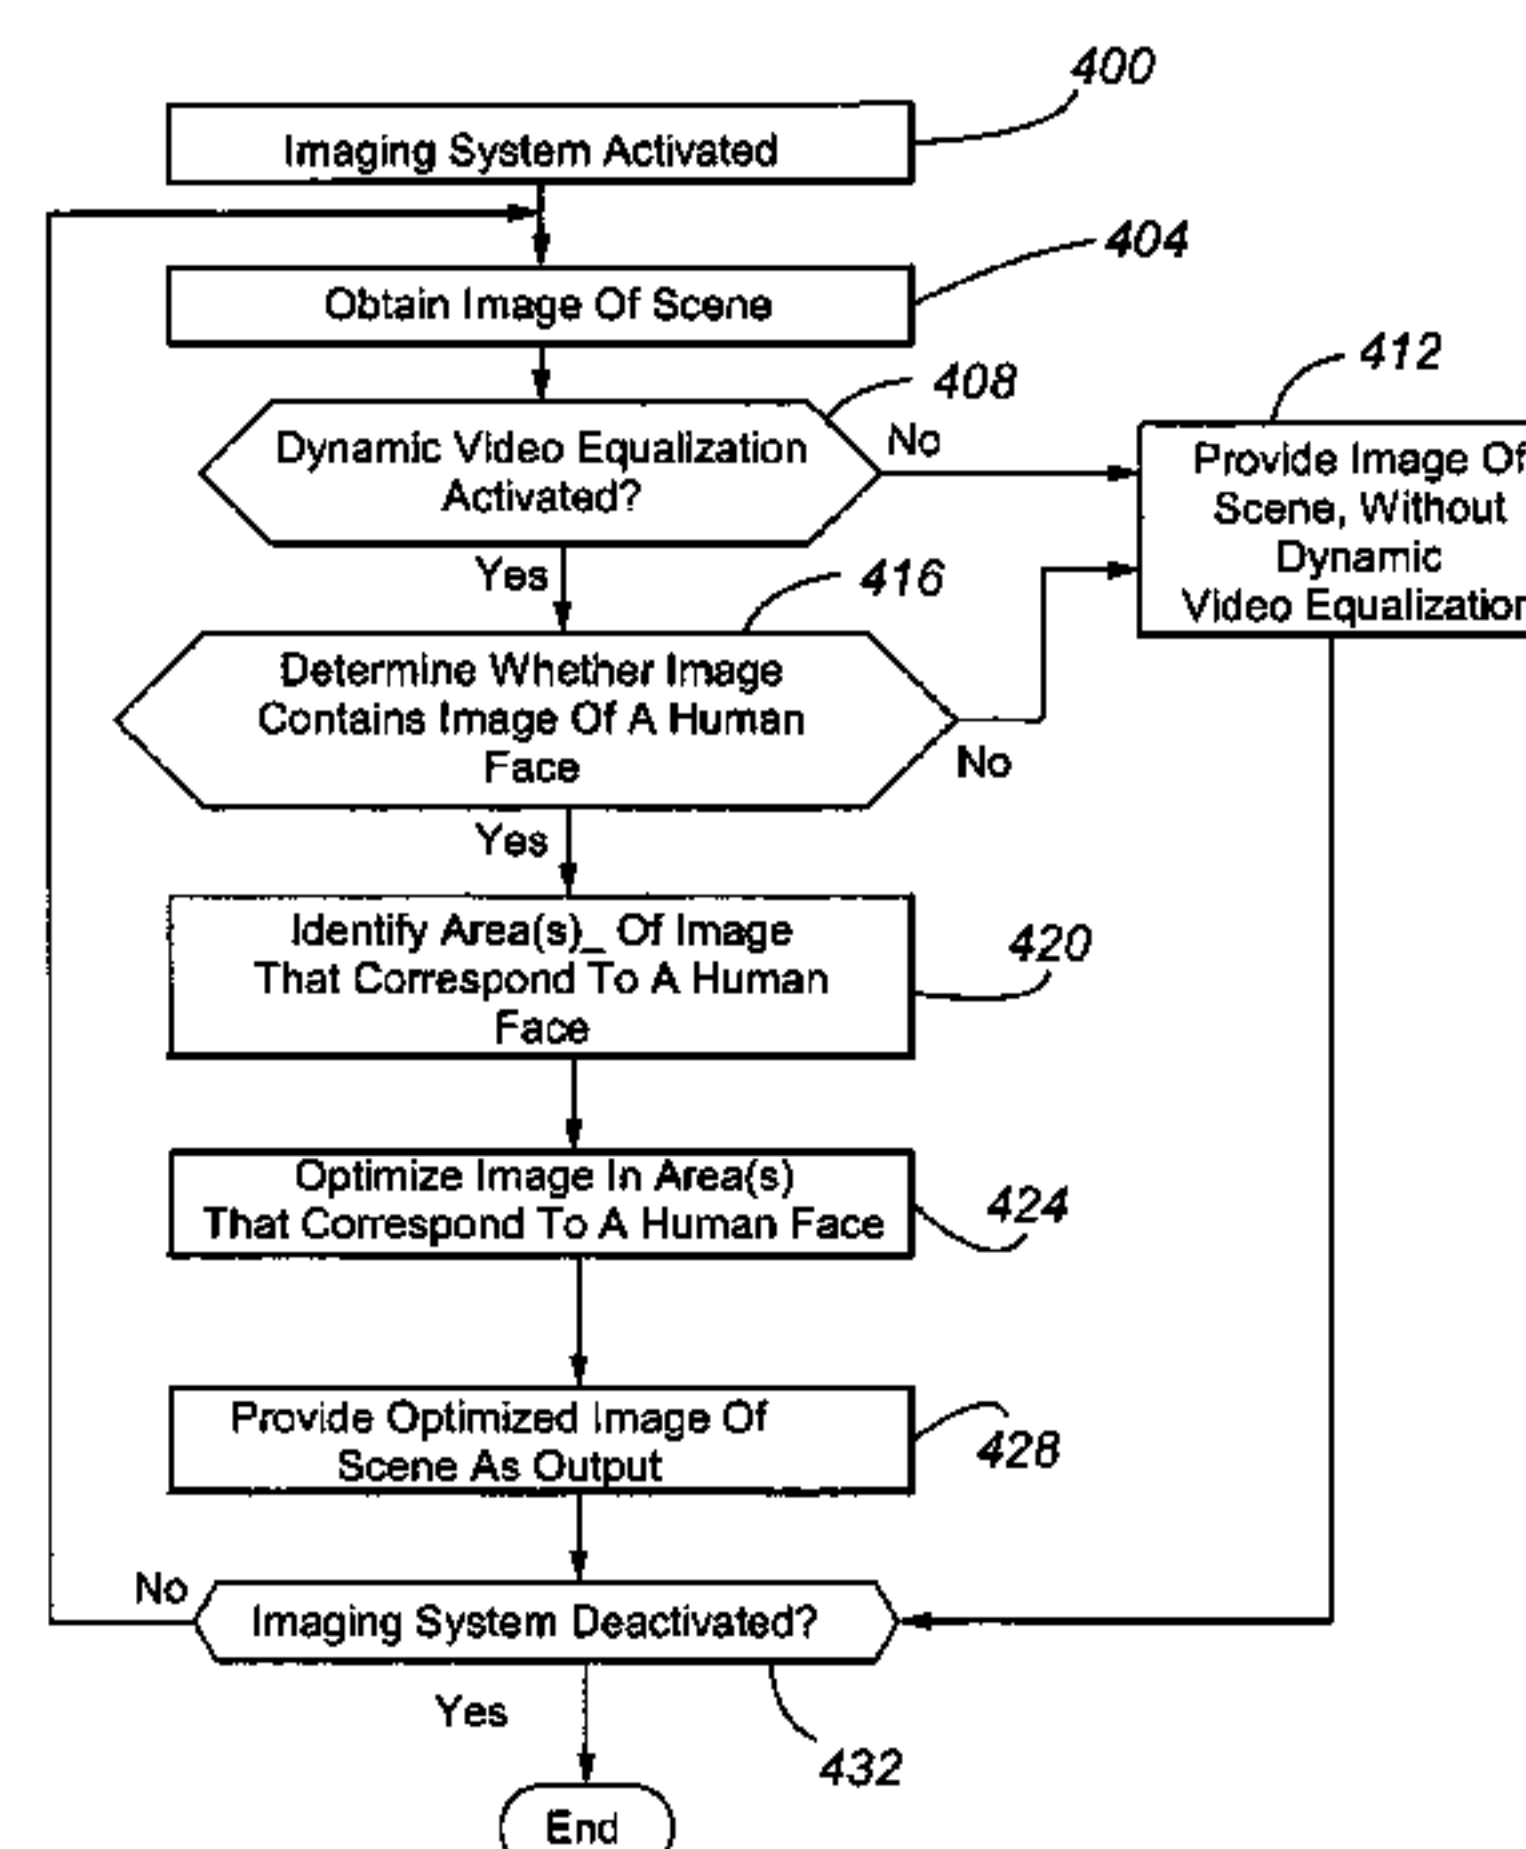 400
Imaging System Activated
404
Obtain Image Of Scene
412
408
Dynamic Video Equalization
Activated?
No
Provide Image Of
Scene, Without
Dynamic
Video Equalization
Yes
416
Determine Whether Image
Contains Image Of A Human
Face
No
Yes
Identify Area(s)_ Of Image
That Correspond To A Human
Face
420
Optimize Image In Area(s)
That Correspond To A Human Face
424
Provide Optimized Image Of
Scene As Output
428
No
Imaging System Deactivated?
Yes
432
End